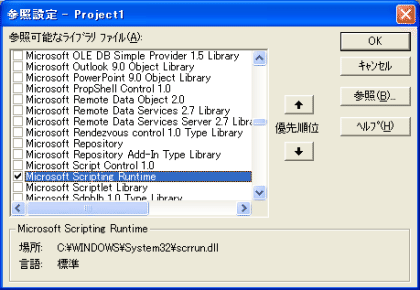 参照設定 - Project1
参照可能なライブラリ ファイル(A):
Microsoft OLE DB Simple Provider 1.5 Library
Microsoft Outlook 9.0 Object Library
Microsoft PowerPoint 9.0 Object Library
Microsoft PropShell Control 1.0
Microsoft Remote Data Object 2.0
Microsoft Remote Data Services 2.7 Library
Microsoft Remote Data Services Server 2.7 Libra
Microsoft Rendezvous control 1.0 Type Library
Microsoft Repository
Microsoft Repository Add-In Type Library
Microsoft Script Control 1.0
Microsoft Scripting Runtime
Microsoft Scriptlet Library
Microsoft Sdpblb 1.0 Type Library
優先順位
OK
キャンセル
参照(B)...
ヘルプ(H)
Microsoft Scripting Runtime
場所: C:¥WINDOWS¥System32¥scrrun.dll
言語: 標準